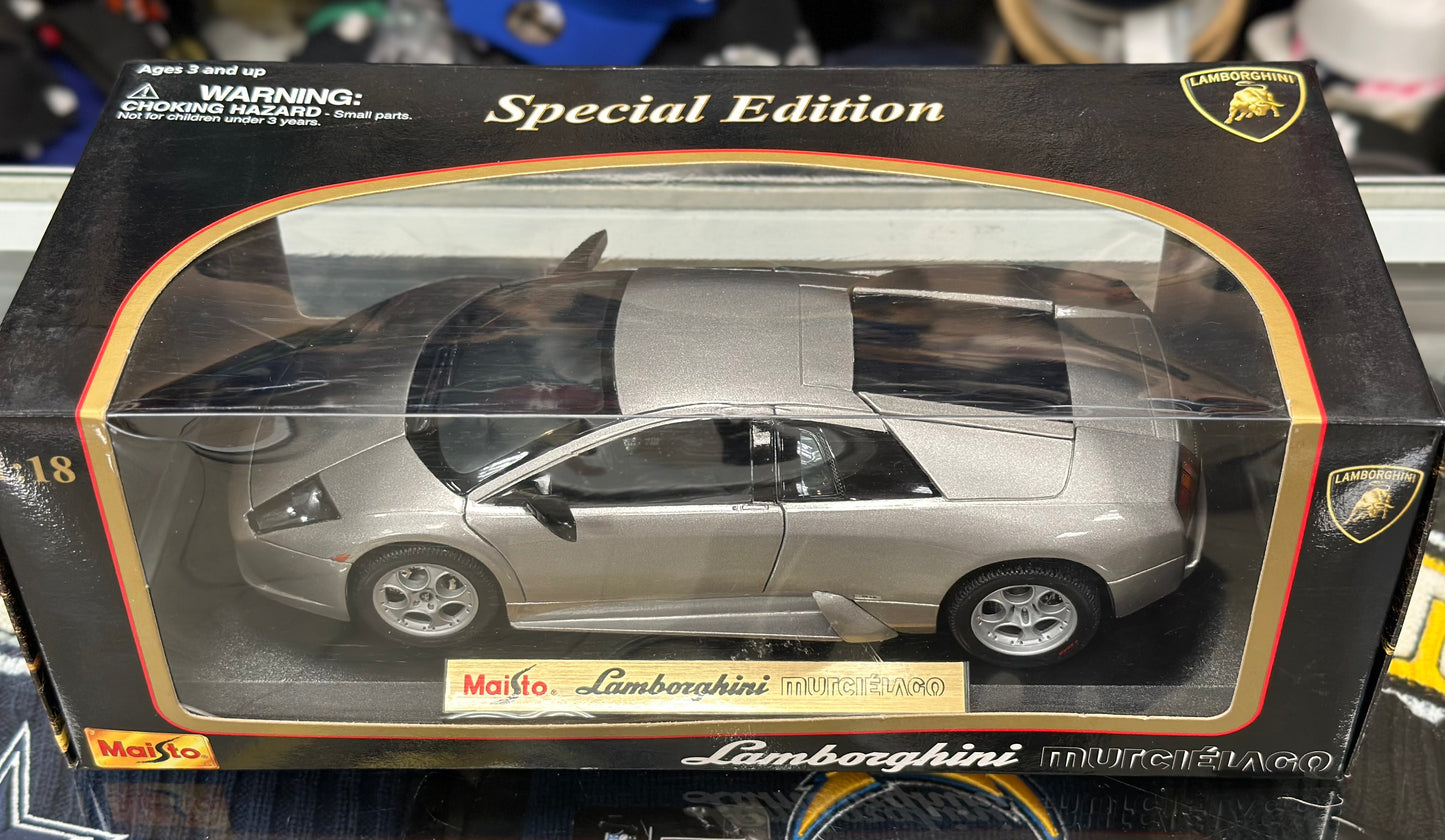 Ages 3 and up
WARNING:
CHOKING HAZARD - Small parts.
Not for children under 3 years.
Special Edition
LAMBORGHINI
:18
LAMBORGHINI
Maisto®
Lamborghini MURCIÉLAGO
Maisto®
Lamborghini MURCIÉLAGO